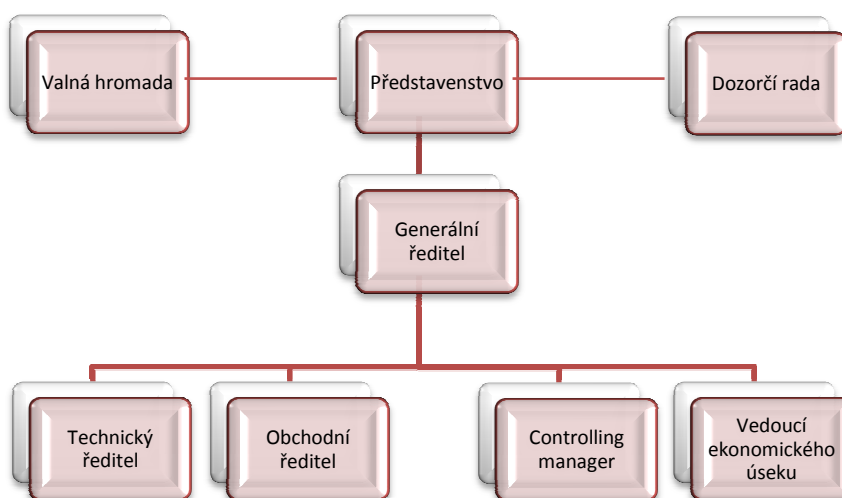 Valná hromada
Představenstvo
Dozorčí rada
Generální
ředitel
Technický
ředitel
Obchodní
ředitel
Controlling
manager
Vedoucí
ekonomického
úseku